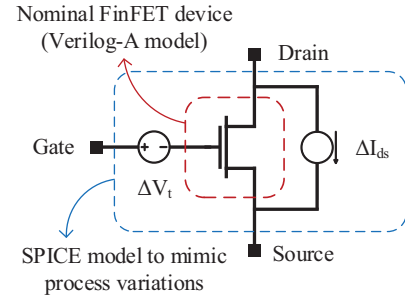 Nominal FinFET device
(Verilog-A model)
Drain
Gate
+ -
ΔVt
ΔIds
Source
SPICE model to mimic
process variations